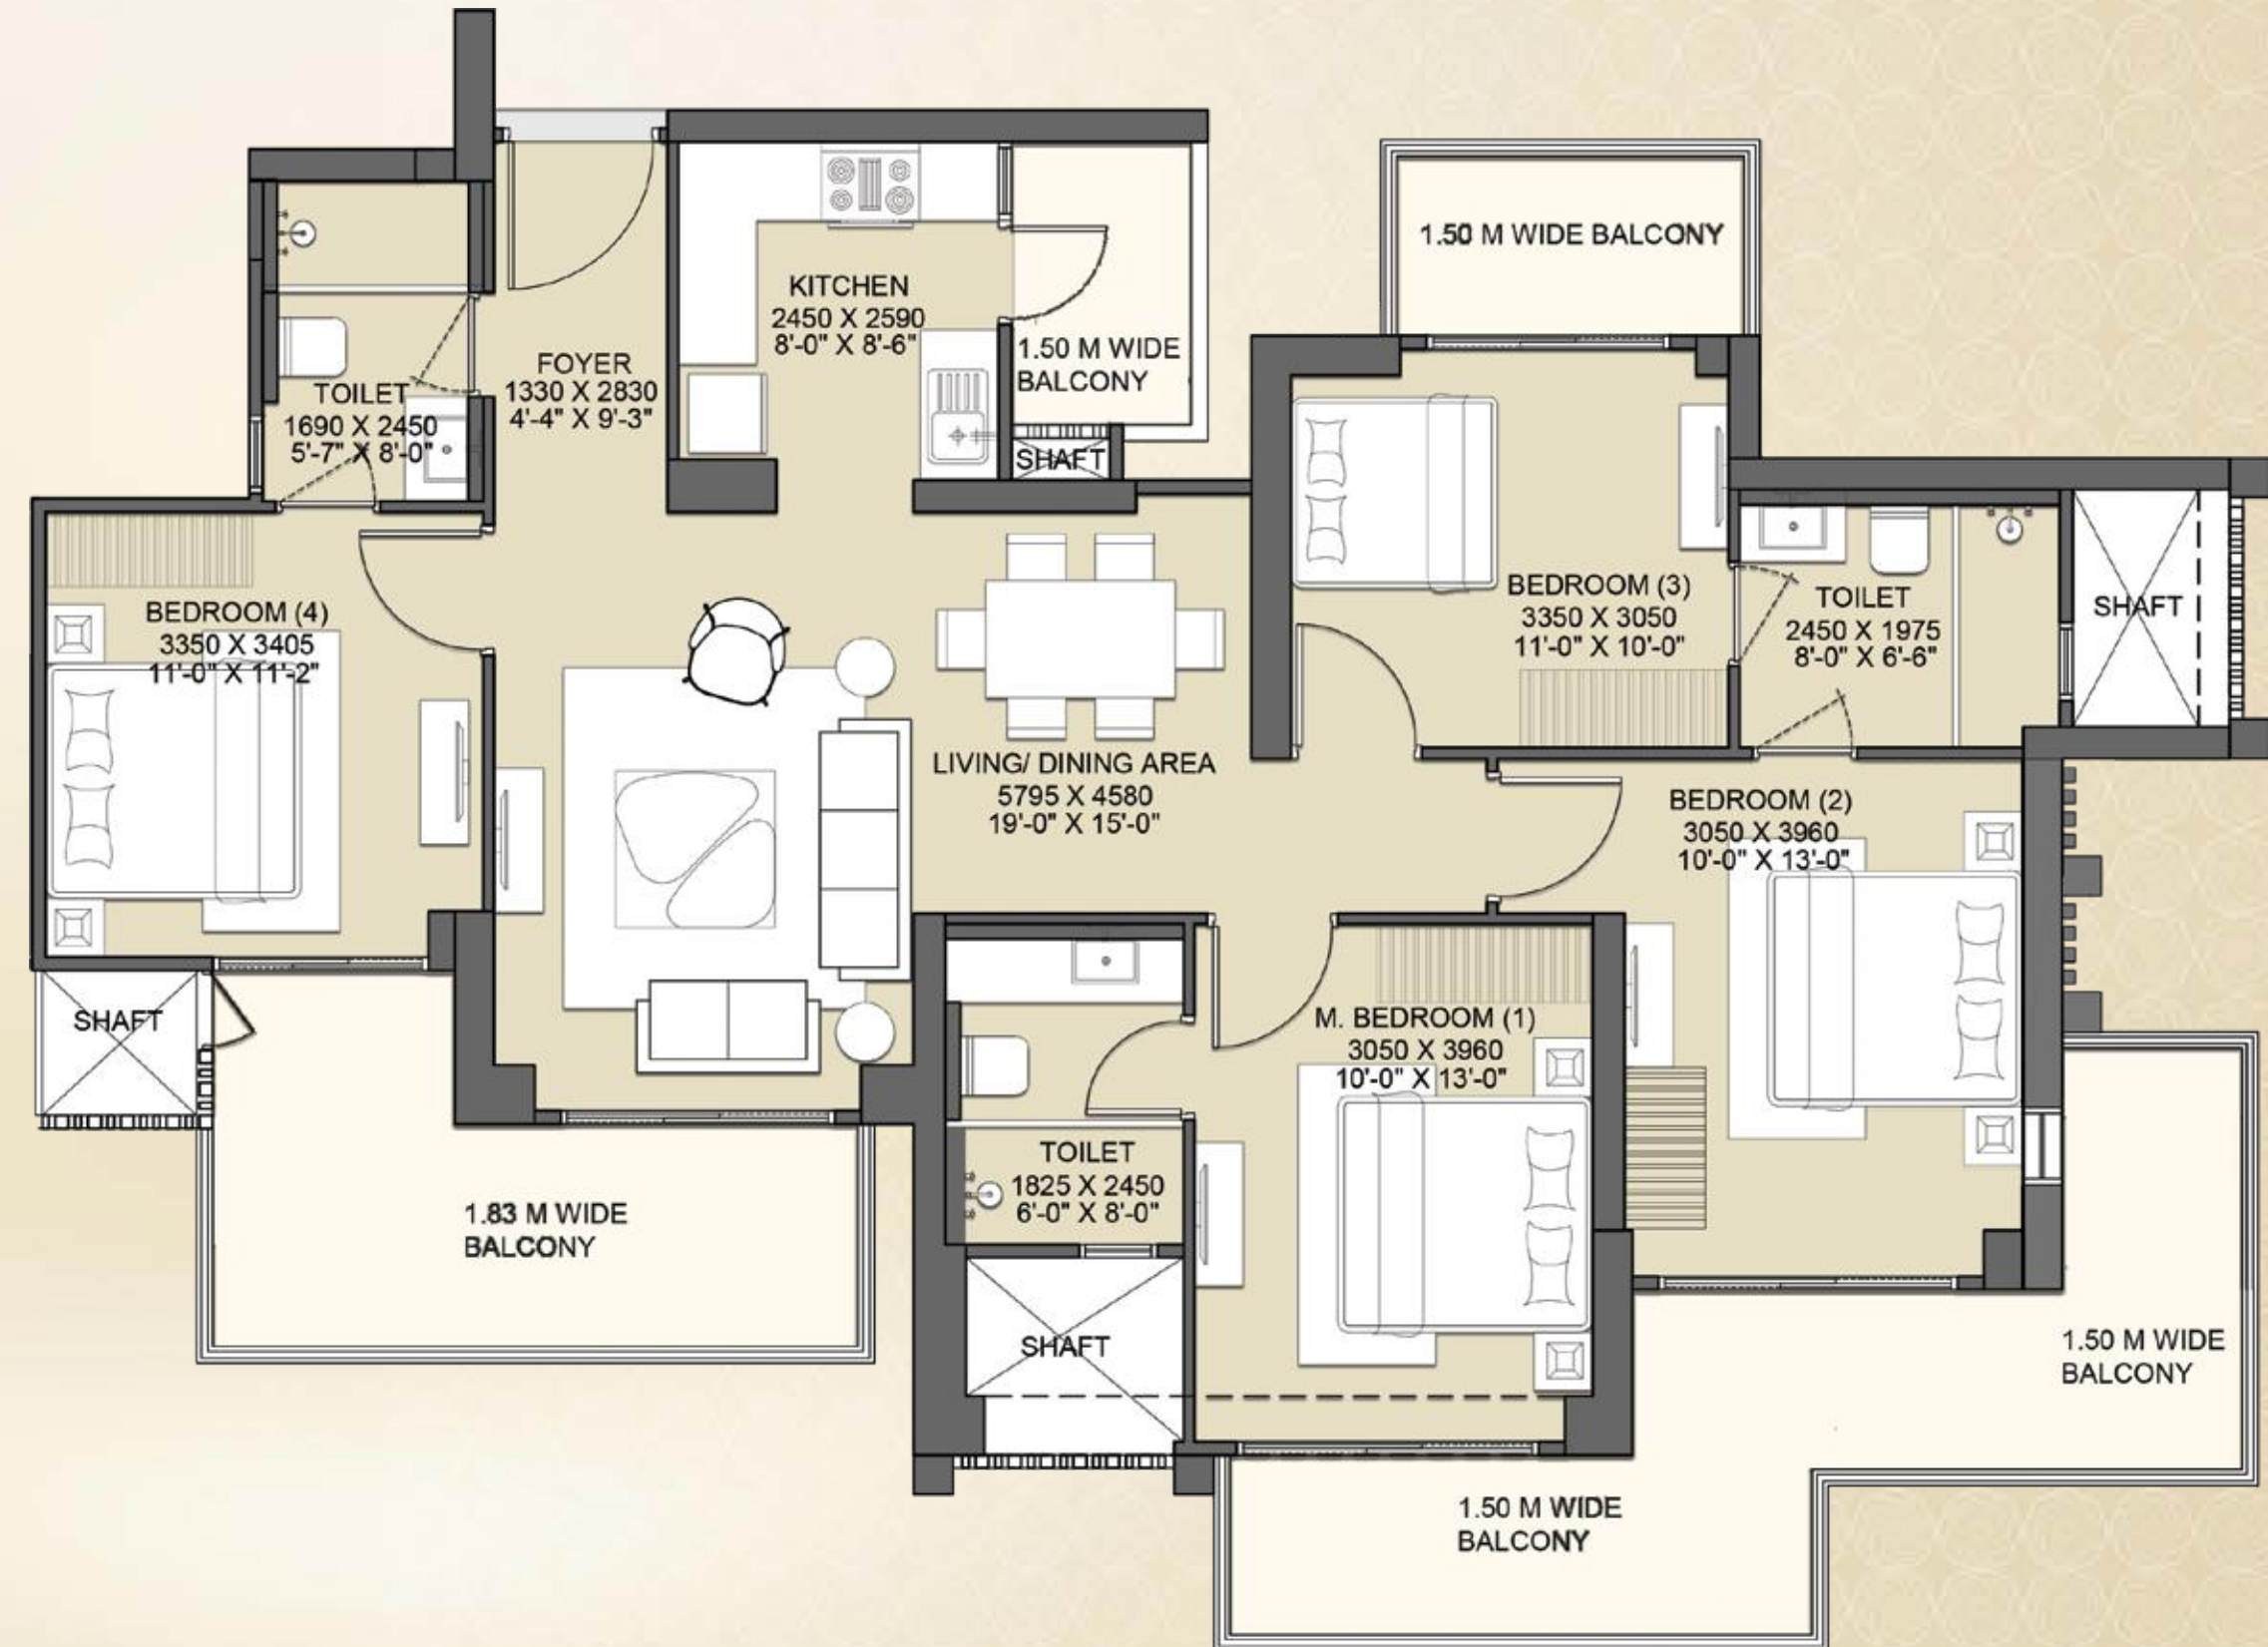 1.50 M WIDE BALCONY
KITCHEN
2450 X 2590
8'-0" X 8'-6"
1.50 M WIDE
BALCONY
FOYER
1330 X 2830
4'-4" X 9'-3"
TOILET
1690 X 2450
5'-7" X 8'-0"
SHAFT
BEDROOM (4)
3350 X 3405
11'-0" X 11'-2"
BEDROOM (3)
3350 X 3050
11'-0" X 10'-0"
TOILET
2450 X 1975
8'-0" X 6'-6"
SHAFT
LIVING/ DINING AREA
5795 X 4580
19'-0" X 15'-0"
BEDROOM (2)
3050 X 3960
10'-0" X 13'-0"
SHAFT
M. BEDROOM (1)
3050 X 3960
10'-0" X 13'-0"
TOILET
1825 X 2450
6'-0" X 8'-0"
1.83 M WIDE
BALCONY
SHAFT
1.50 M WIDE
BALCONY
1.50 M WIDE
BALCONY